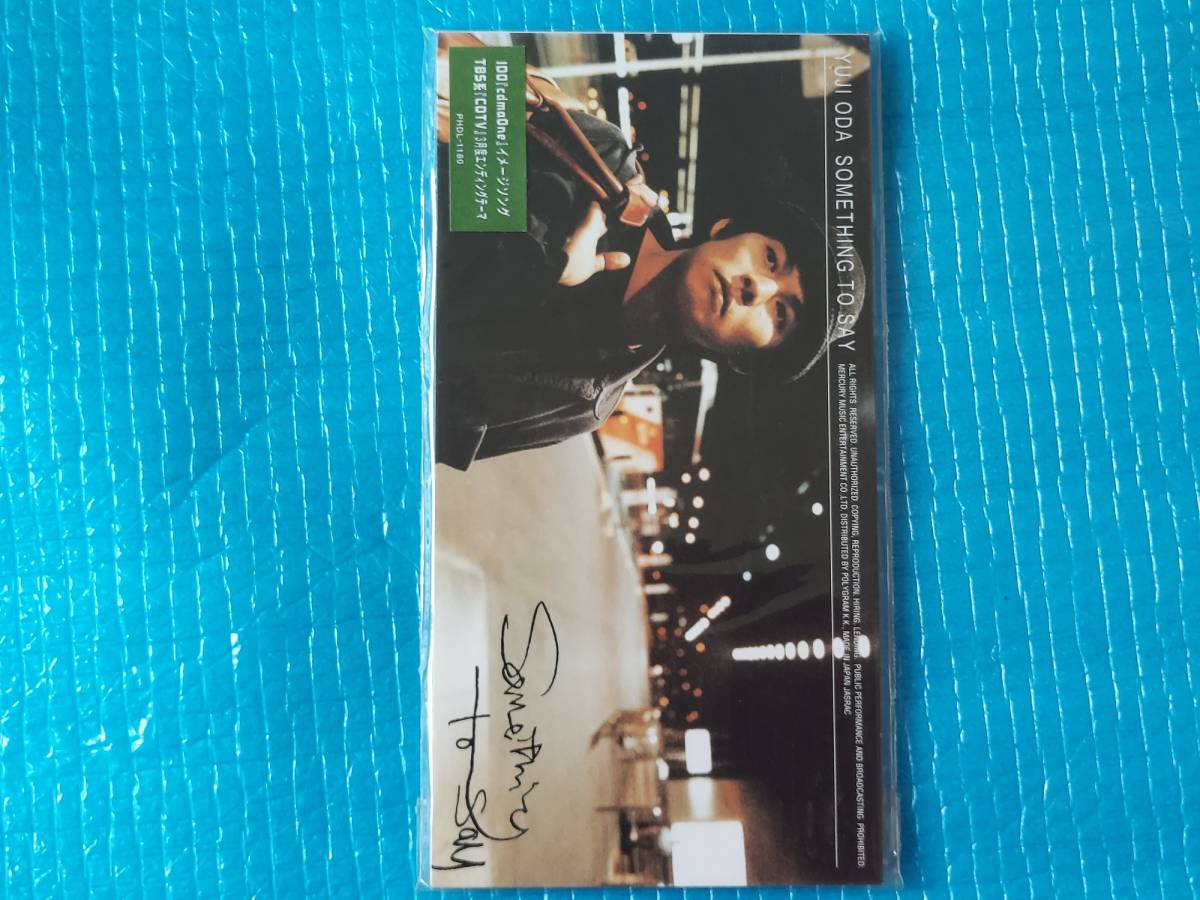 YUJI ODA SOMETHING TO SAY
ALL RIGHTS RESERVED. UNAUTHORIZED COPYING, REPRODUCTION, HIRING, LENDING, PUBLIC PERFORMANCE AND BROADCASTING PROHIBITED.
MERCURY MUSIC ENTERTAINMENT CO.,LTD. DISTRIBUTED BY POLYGRAM K.K., MADE IN JAPAN JASRAC
IDO『cdmaOne』イメージソング
TBS系『CDTV』3月度エンディングテーマ
PHDL-1180
Something
To Say